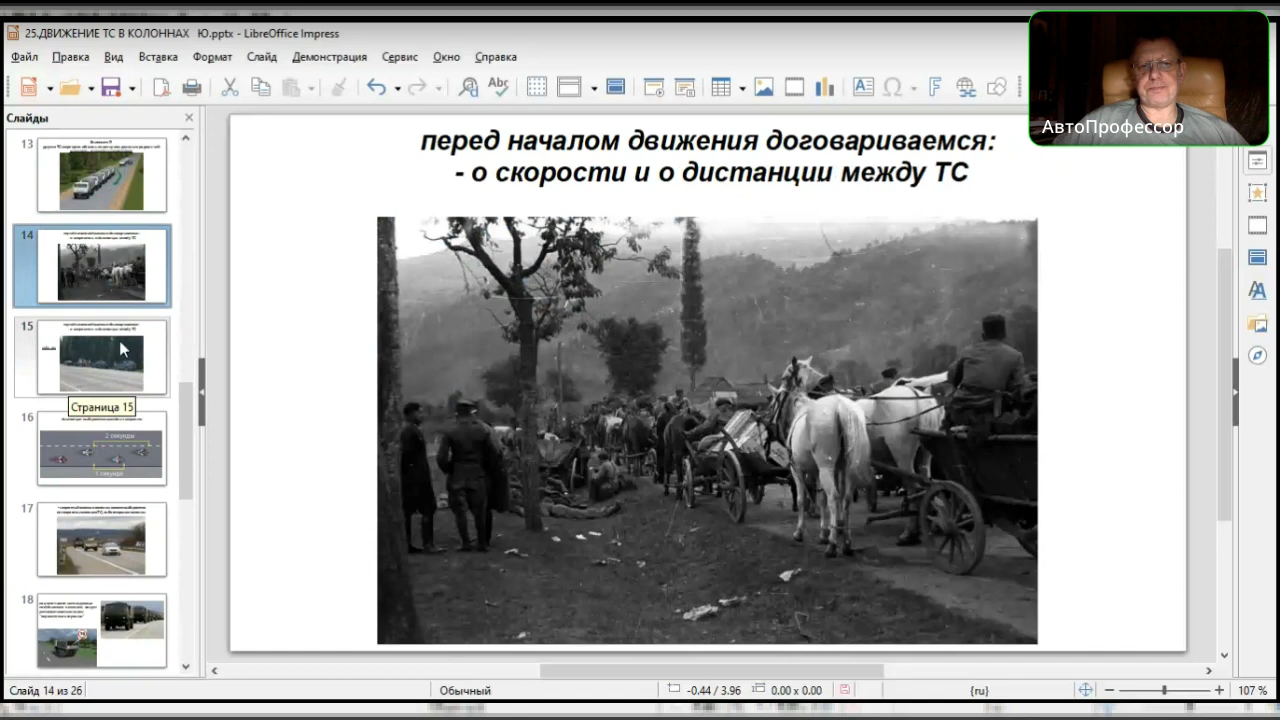 25.ДВИЖЕНИЕ ТС В КОЛОННАХ Ю.pptx - LibreOffice Impress
Файл Правка Вид Вставка Формат Слайд Демонстрация Сервис Окно Справка
АвтоПрофессор
Слайды
13
14
15
Страница 15
16
2 секунды
1 секунда
17
18
перед началом движения договариваемся:
- о скорости и о дистанции между ТС
Слайд 14 из 26
Обычный
-0.44 / 3.96
0.00 x 0.00
{ru}
107 %